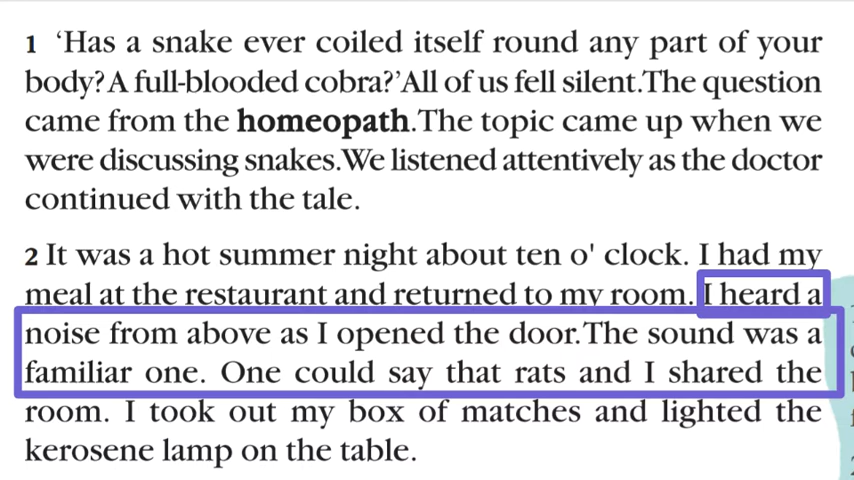 1 ‘Has a snake ever coiled itself round any part of your
body? A full-blooded cobra?’ All of us fell silent. The question
came from the homeopath. The topic came up when we
were discussing snakes. We listened attentively as the doctor
continued with the tale.
2 It was a hot summer night about ten o' clock. I had my
meal at the restaurant and returned to my room. I heard a
noise from above as I opened the door. The sound was a
familiar one. One could say that rats and I shared the
room. I took out my box of matches and lighted the
kerosene lamp on the table.